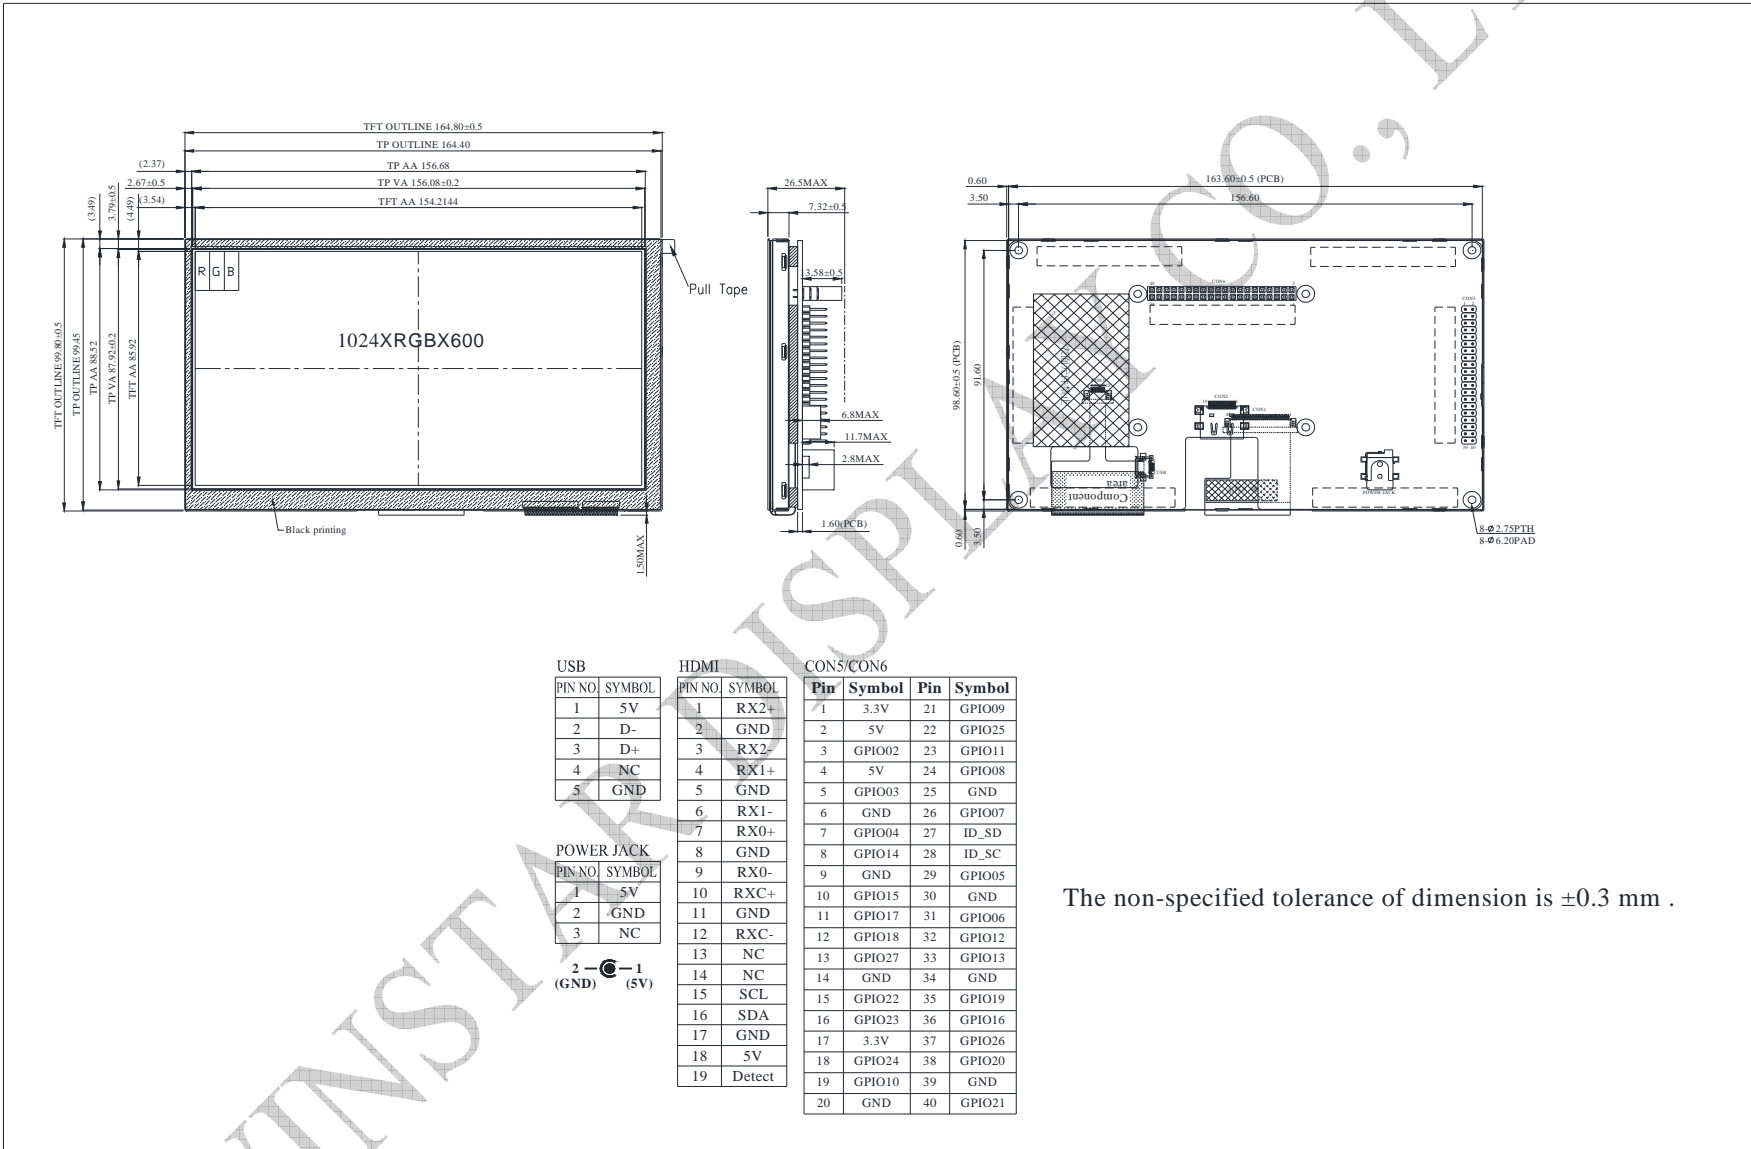 TFT OUTLINE 164.80±0.5
TP OUTLINE 164.40
(2.37)
TP AA 156.68
2.67±0.5
TP VA 156.08±0.2
(3.54)
TFT AA 154.2144
(3.49)
3.79±0.5
(4.49)
TFT OUTLINE 99.80±0.5
TP OUTLINE 99.45
TP AA 88.52
TP VA 87.92±0.2
TFT AA 85.92
R G B
1024XRGBX600
Pull Tape
Black printing
1.50MAX
26.5MAX
7.32±0.5
13.58±0.5
6.8MAX
11.7MAX
2.8MAX
1.60(PCB)
0.60
163.60±0.5 (PCB)
3.50
156.60
98.60±0.5 (PCB)
91.60
0.60
3.50
CON6
CON5
CON2
CON1
USB
Component
area
POWER-JACK
8-Ø2.75PTH
8-Ø6.20PAD
USB
PIN NO. SYMBOL
1 5V
2 D-
3 D+
4 NC
5 GND
POWER JACK
PIN NO. SYMBOL
1 5V
2 GND
3 NC
2 1
(GND) (5V)
HDMI
PIN NO. SYMBOL
1 RX2+
2 GND
3 RX2-
4 RX1+
5 GND
6 RX1-
7 RX0+
8 GND
9 RX0-
10 RXC+
11 GND
12 RXC-
13 NC
14 NC
15 SCL
16 SDA
17 GND
18 5V
19 Detect
CON5/CON6
Pin Symbol Pin Symbol
1 3.3V 21 GPIO09
2 5V 22 GPIO25
3 GPIO02 23 GPIO11
4 5V 24 GPIO08
5 GPIO03 25 GND
6 GND 26 GPIO07
7 GPIO04 27 ID_SD
8 GPIO14 28 ID_SC
9 GND 29 GPIO05
10 GPIO15 30 GND
11 GPIO17 31 GPIO06
12 GPIO18 32 GPIO12
13 GPIO27 33 GPIO13
14 GND 34 GND
15 GPIO22 35 GPIO19
16 GPIO23 36 GPIO16
17 3.3V 37 GPIO26
18 GPIO24 38 GPIO20
19 GPIO10 39 GND
20 GND 40 GPIO21
The non-specified tolerance of dimension is ±0.3 mm .
WINSTAR DISPLAY CO., L